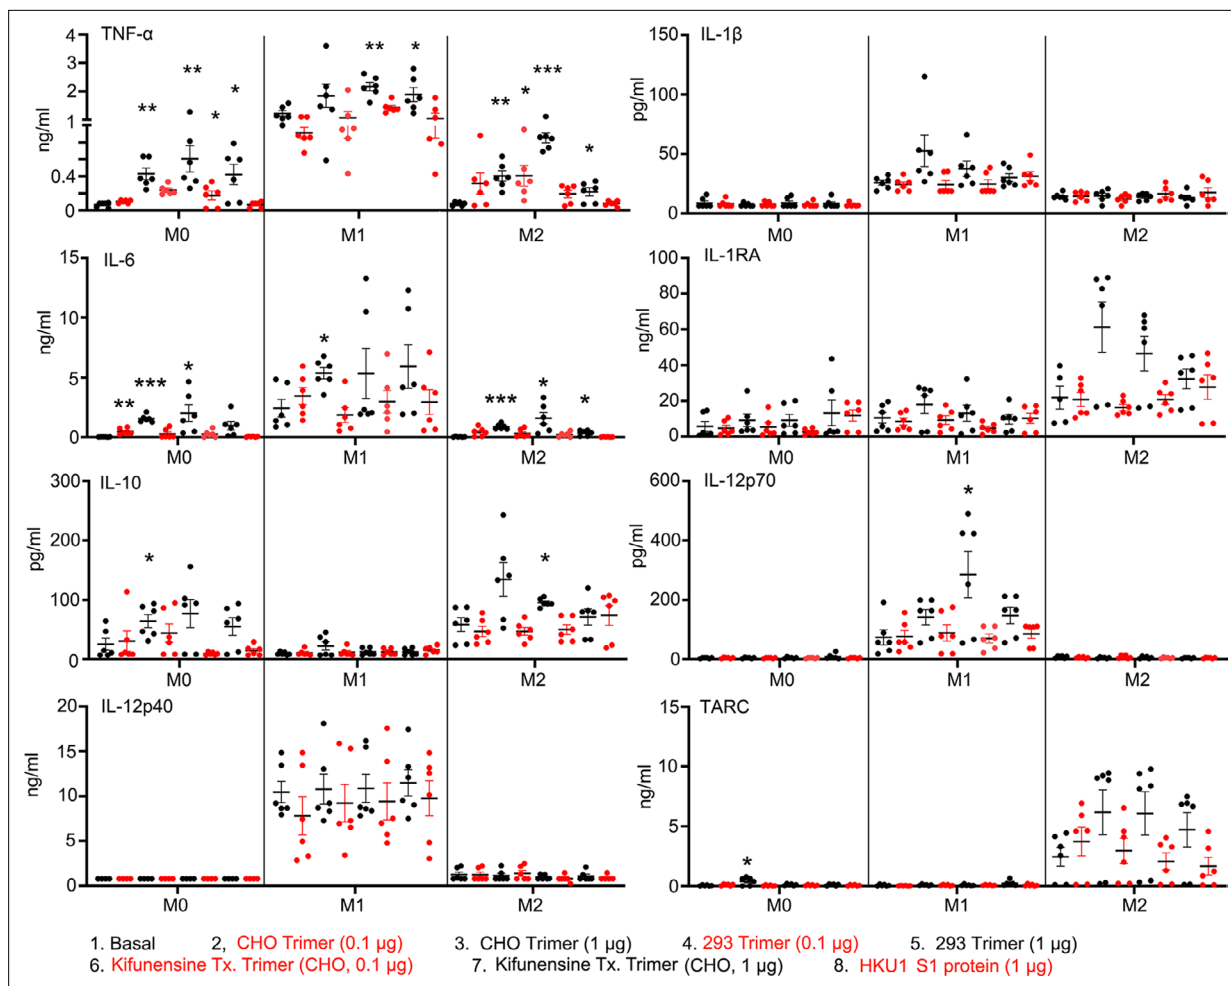 TNF-α
ng/ml
4
3
2
1
0.4
0
** ** * * ** * ** * *** *
M0 M1 M2
IL-1β
pg/ml
150
100
50
0
M0 M1 M2
IL-6
ng/ml
15
10
5
0
** *** * * *** * *
M0 M1 M2
IL-1RA
ng/ml
100
80
60
40
20
0
M0 M1 M2
IL-10
pg/ml
300
200
100
0
* *
M0 M1 M2
IL-12p70
pg/ml
600
400
200
0
*
M0 M1 M2
IL-12p40
ng/ml
20
15
10
5
0
M0 M1 M2
TARC
ng/ml
15
10
5
0
*
M0 M1 M2
1. Basal 2, CHO Trimer (0.1 µg) 3. CHO Trimer (1 µg) 4. 293 Trimer (0.1 µg) 5. 293 Trimer (1 µg)
6. Kifunensine Tx. Trimer (CHO, 0.1 µg) 7. Kifunensine Tx. Trimer (CHO, 1 µg) 8. HKU1 S1 protein (1 µg)